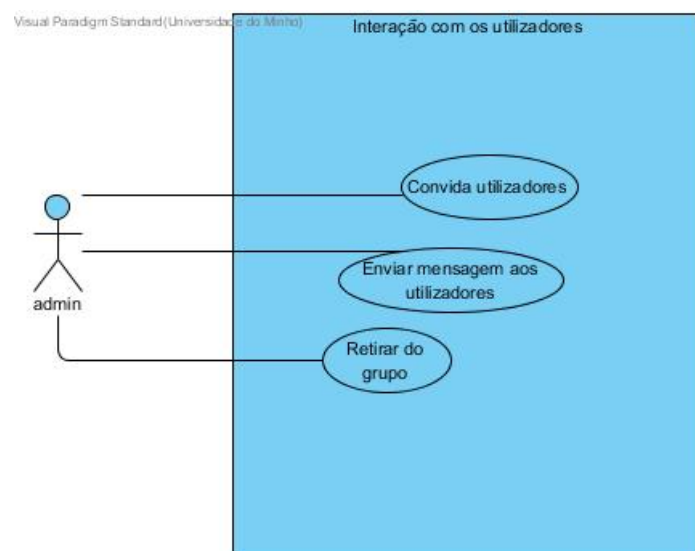 Visual Paradigm Standard(Universidade do Minho)
Interação com os utilizadores
Convida utilizadores
Enviar mensagem aos
utilizadores
admin
Retirar do
grupo